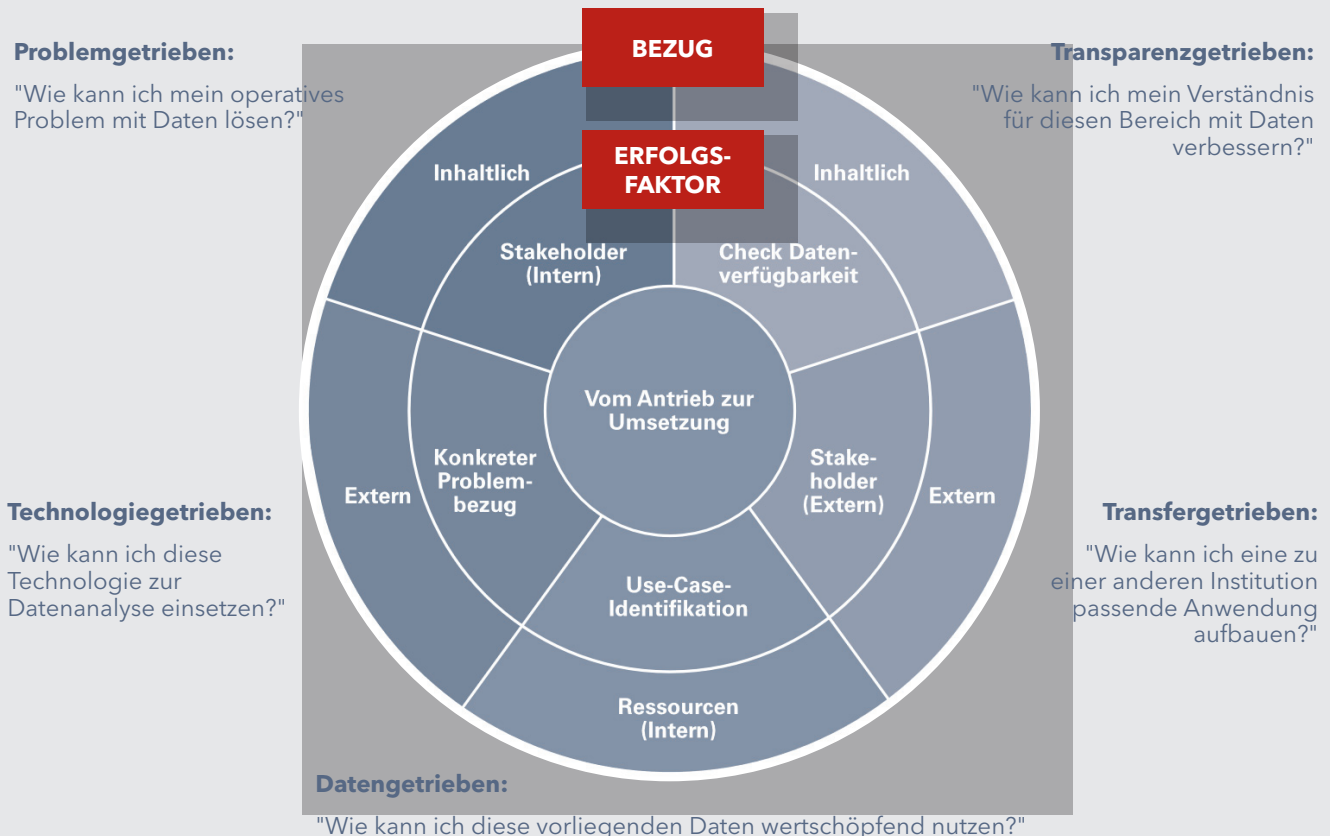 BEZUG
ERFOLGS-
FAKTOR
Problemgetrieben:
"Wie kann ich mein operatives
Problem mit Daten lösen?"
Transparenzgetrieben:
"Wie kann ich mein Verständnis
für diesen Bereich mit Daten
verbessern?"
Inhaltlich
Inhaltlich
Stakeholder
(Intern)
Check Daten-
verfügbarkeit
Vom Antrieb zur
Umsetzung
Konkreter
Problem-
bezug
Extern
Stake-
holder
(Extern)
Extern
Technologiegetrieben:
"Wie kann ich diese
Technologie zur
Datenanalyse einsetzen?"
Transfergetrieben:
"Wie kann ich eine zu
einer anderen Institution
passende Anwendung
aufbauen?"
Use-Case-
Identifikation
Ressourcen
(Intern)
Datengetrieben:
"Wie kann ich diese vorliegenden Daten wertschöpfend nutzen?"